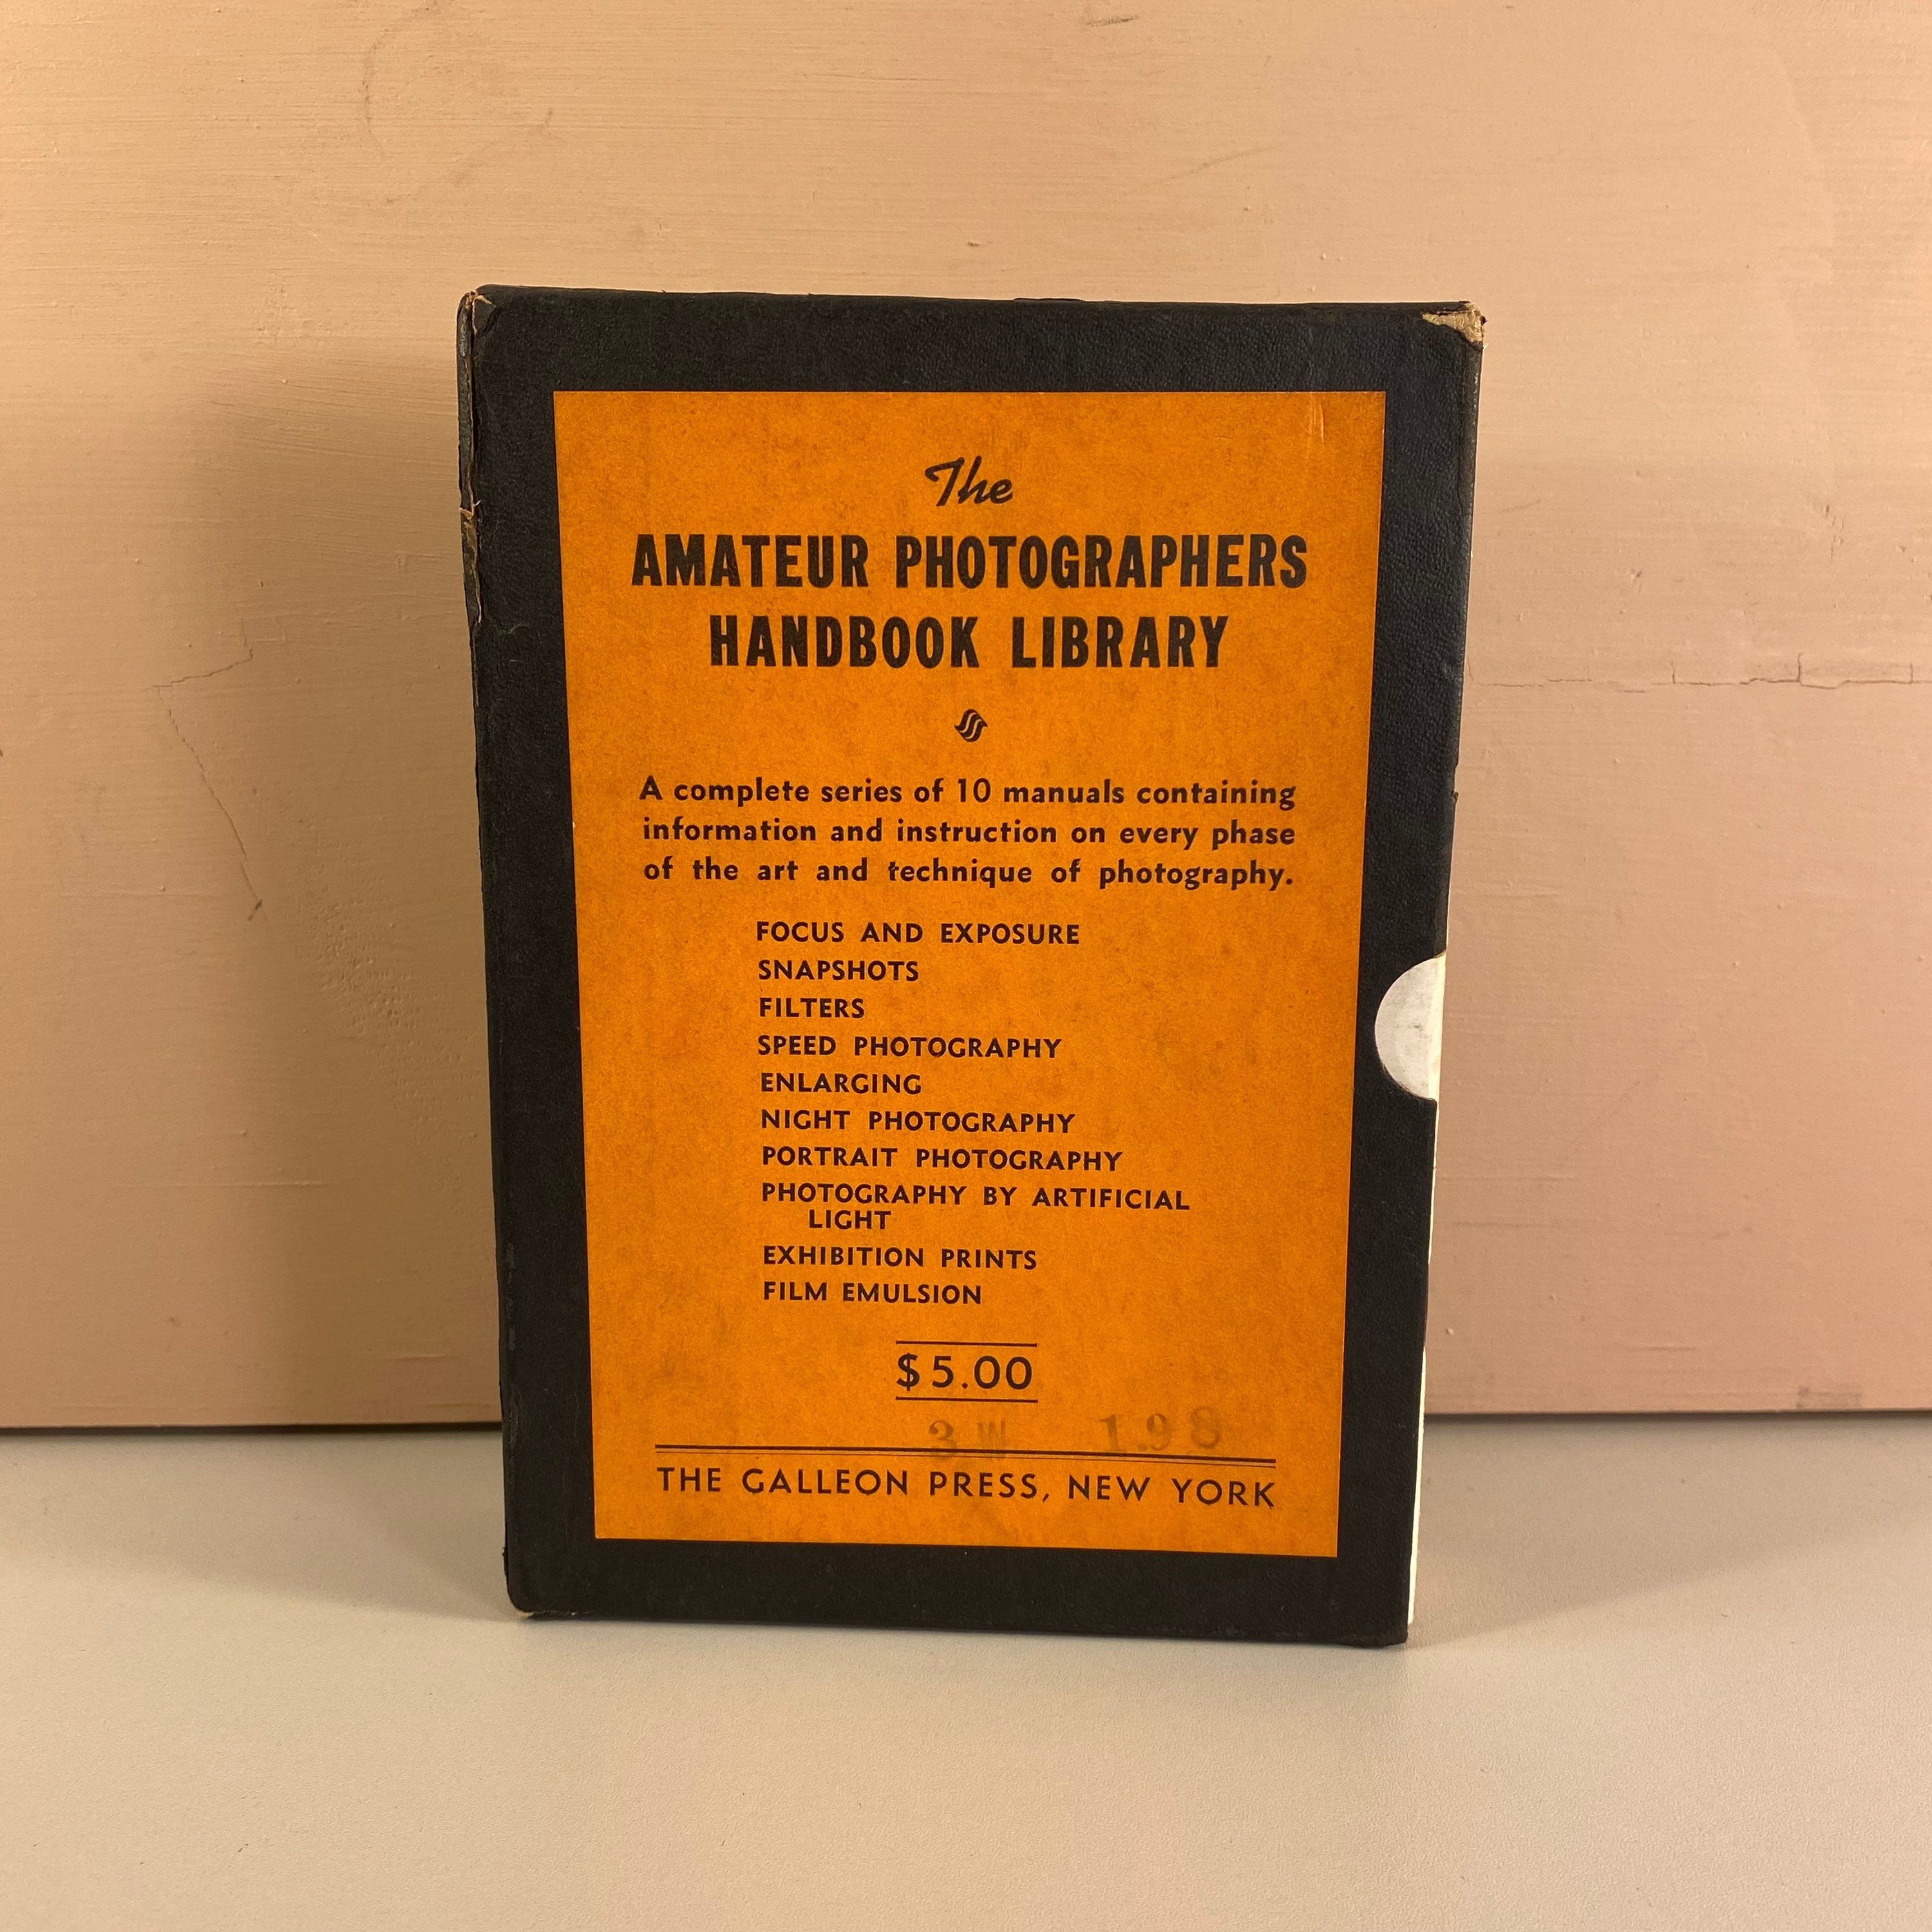 The
AMATEUR PHOTOGRAPHERS
HANDBOOK LIBRARY
A complete series of 10 manuals containing
information and instruction on every phase
of the art and technique of photography.
FOCUS AND EXPOSURE
SNAPSHOTS
FILTERS
SPEED PHOTOGRAPHY
ENLARGING
NIGHT PHOTOGRAPHY
PORTRAIT PHOTOGRAPHY
PHOTOGRAPHY BY ARTIFICIAL
LIGHT
EXHIBITION PRINTS
FILM EMULSION
$5.00
3 W 1.98
THE GALLEON PRESS, NEW YORK